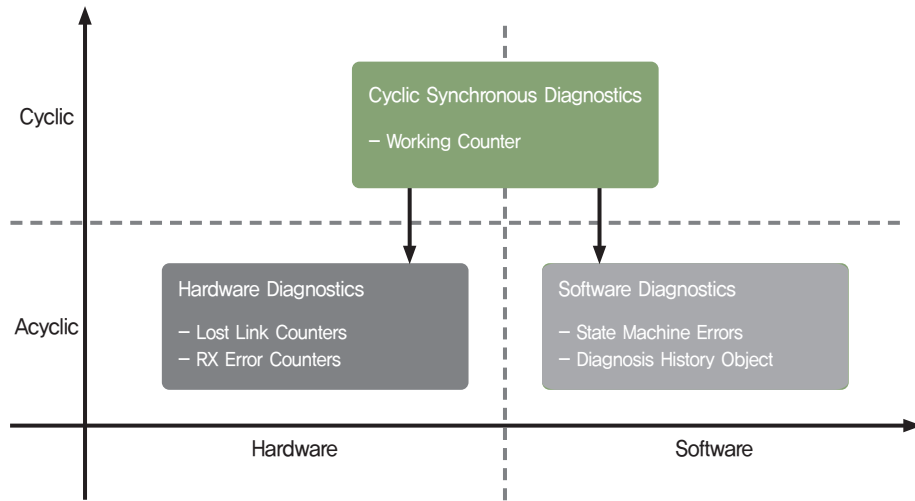 Cyclic
Cyclic Synchronous Diagnostics
– Working Counter
Acyclic
Hardware Diagnostics
– Lost Link Counters
– RX Error Counters
Software Diagnostics
– State Machine Errors
– Diagnosis History Object
Hardware
Software